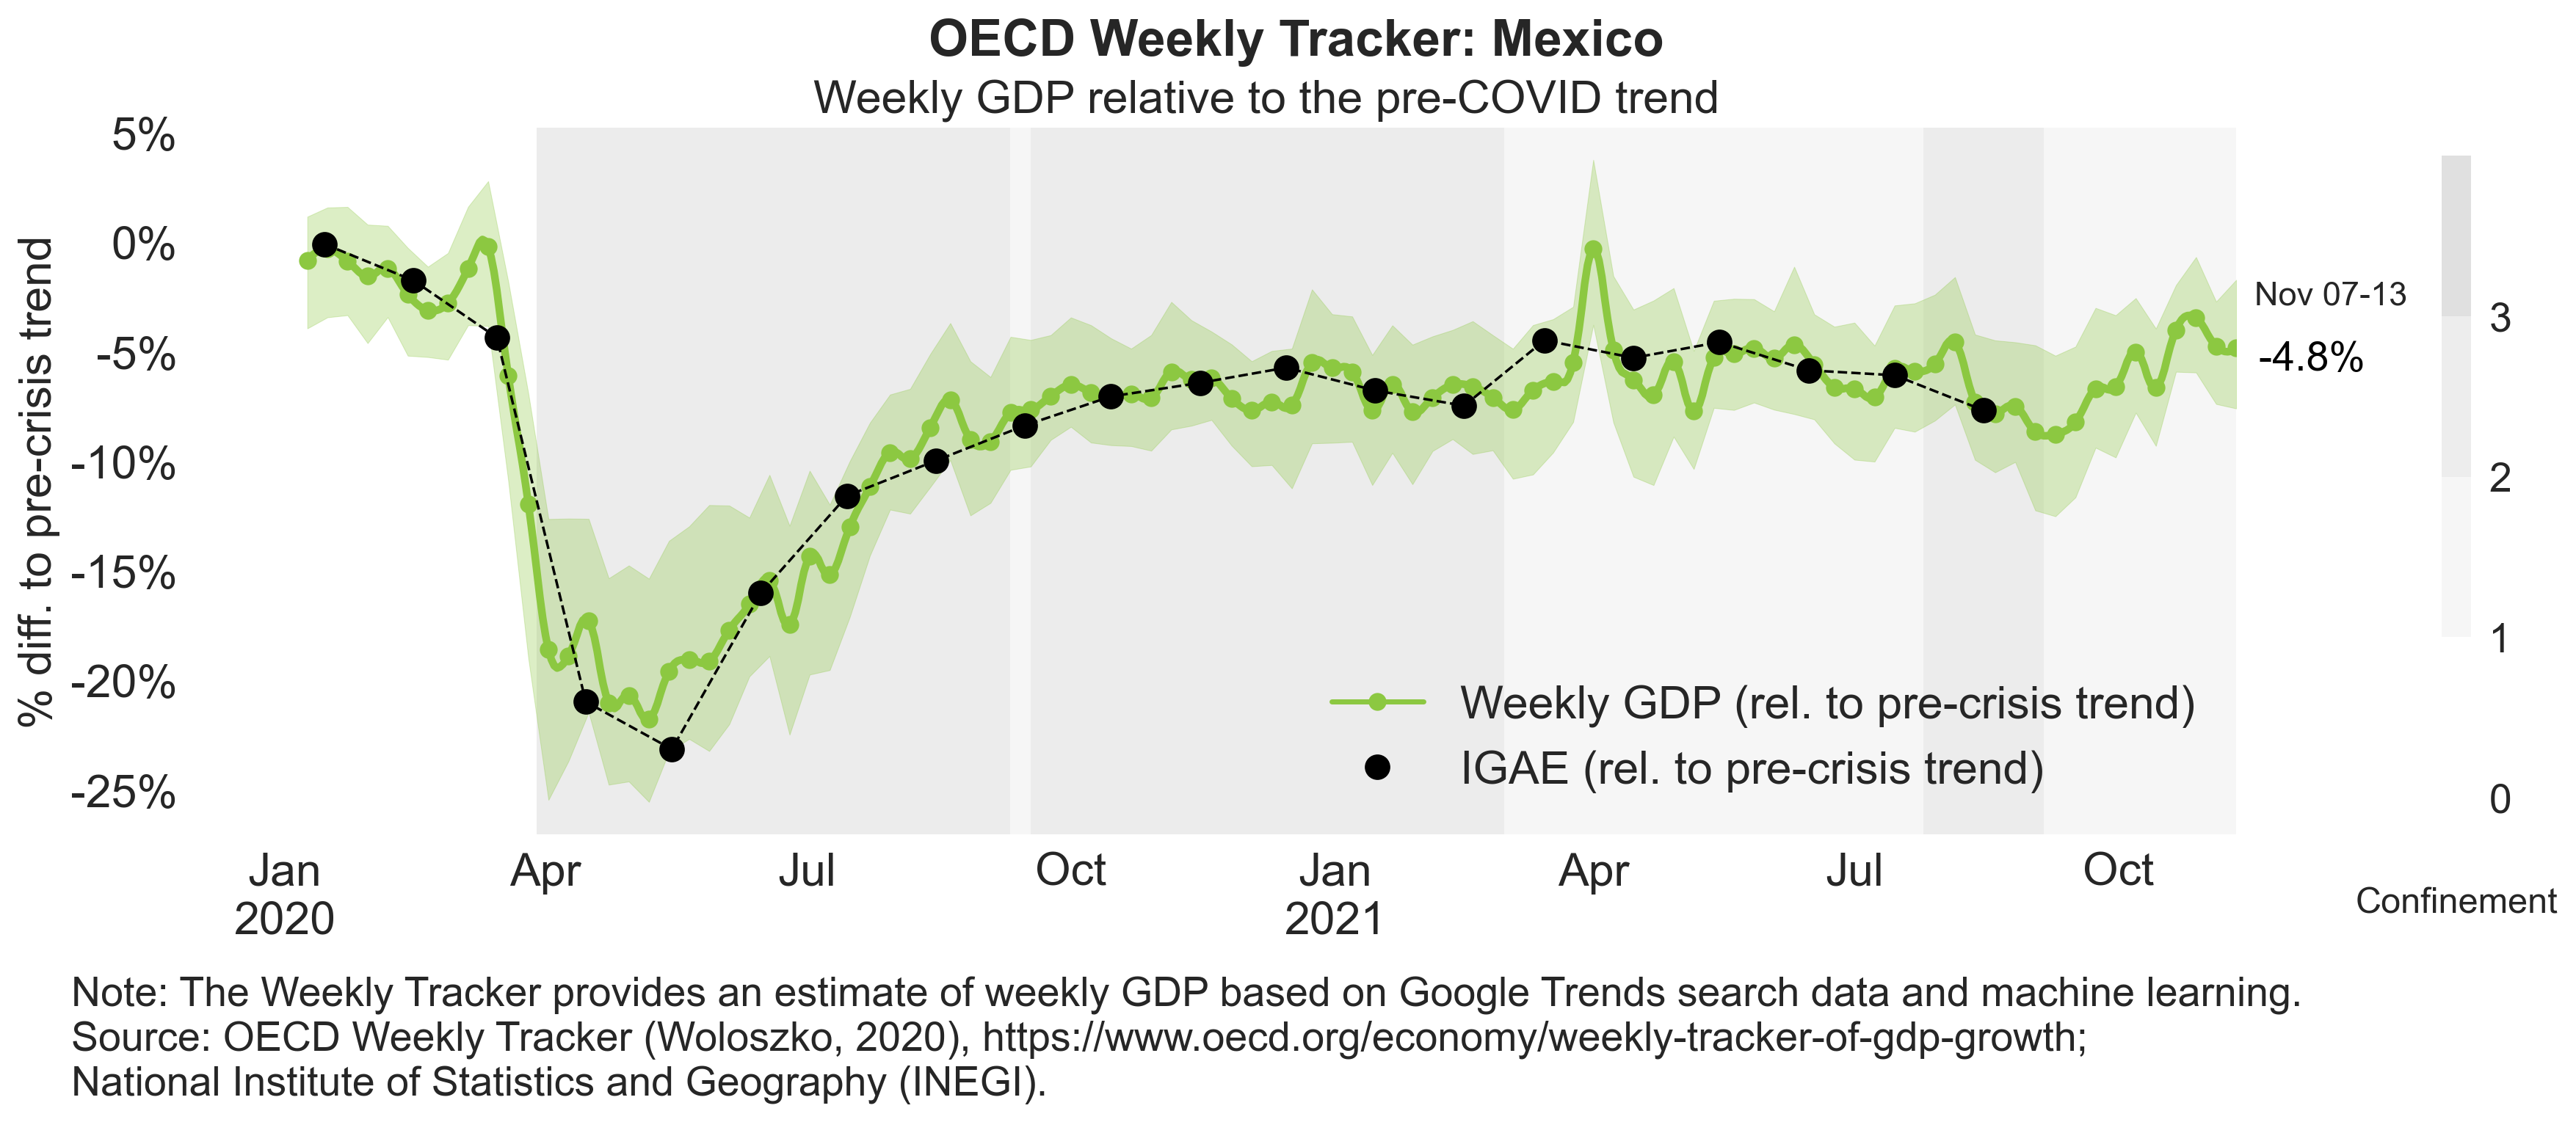 OECD Weekly Tracker: Mexico
Weekly GDP relative to the pre-COVID trend
% diff. to pre-crisis trend
5%
0%
-5%
-10%
-15%
-20%
-25%
Nov 07-13
-4.8%
3
2
1
0
Confinement
Weekly GDP (rel. to pre-crisis trend)
IGAE (rel. to pre-crisis trend)
Jan Apr Jul Oct Jan Apr Jul Oct
2020 2021
Note: The Weekly Tracker provides an estimate of weekly GDP based on Google Trends search data and machine learning.
Source: OECD Weekly Tracker (Woloszko, 2020), https://www.oecd.org/economy/weekly-tracker-of-gdp-growth;
National Institute of Statistics and Geography (INEGI).